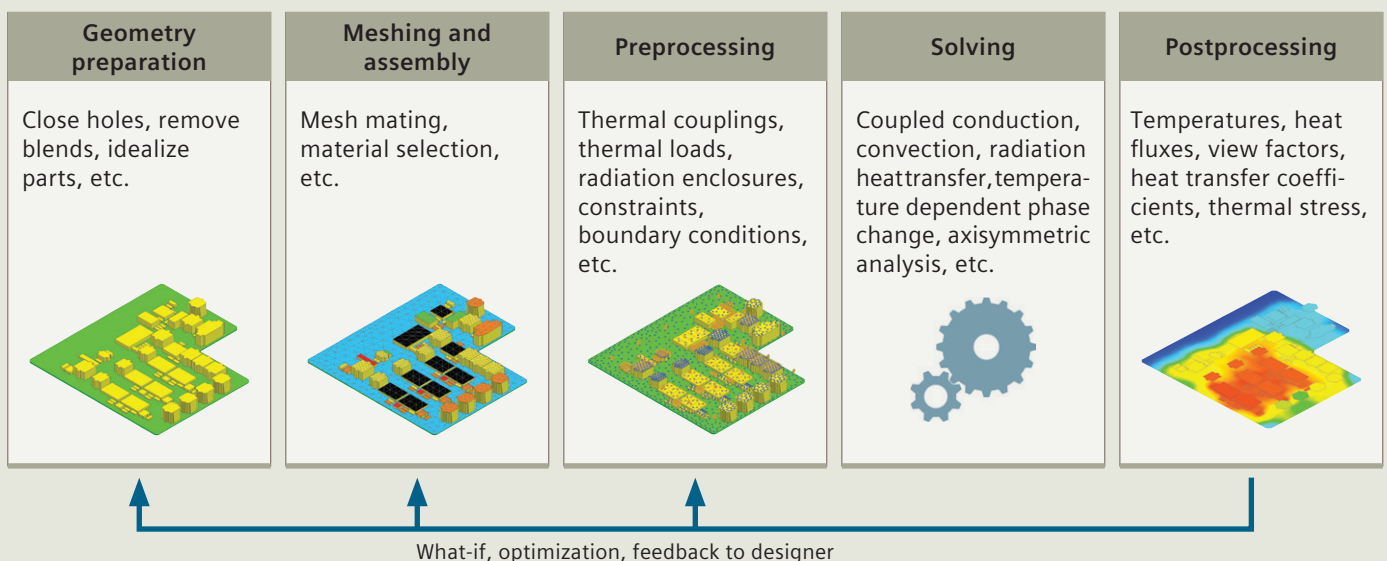 Geometry
preparation
Close holes, remove
blends, idealize
parts, etc.
Meshing and
assembly
Mesh mating,
material selection,
etc.
Preprocessing
Thermal couplings,
thermal loads,
radiation enclosures,
constraints,
boundary conditions,
etc.
Solving
Coupled conduction,
convection, radiation
heat transfer, tempera-
ture dependent phase
change, axisymmetric
analysis, etc.
Postprocessing
Temperatures, heat
fluxes, view factors,
heat transfer coeffi-
cients, thermal stress,
etc.
What-if, optimization, feedback to designer